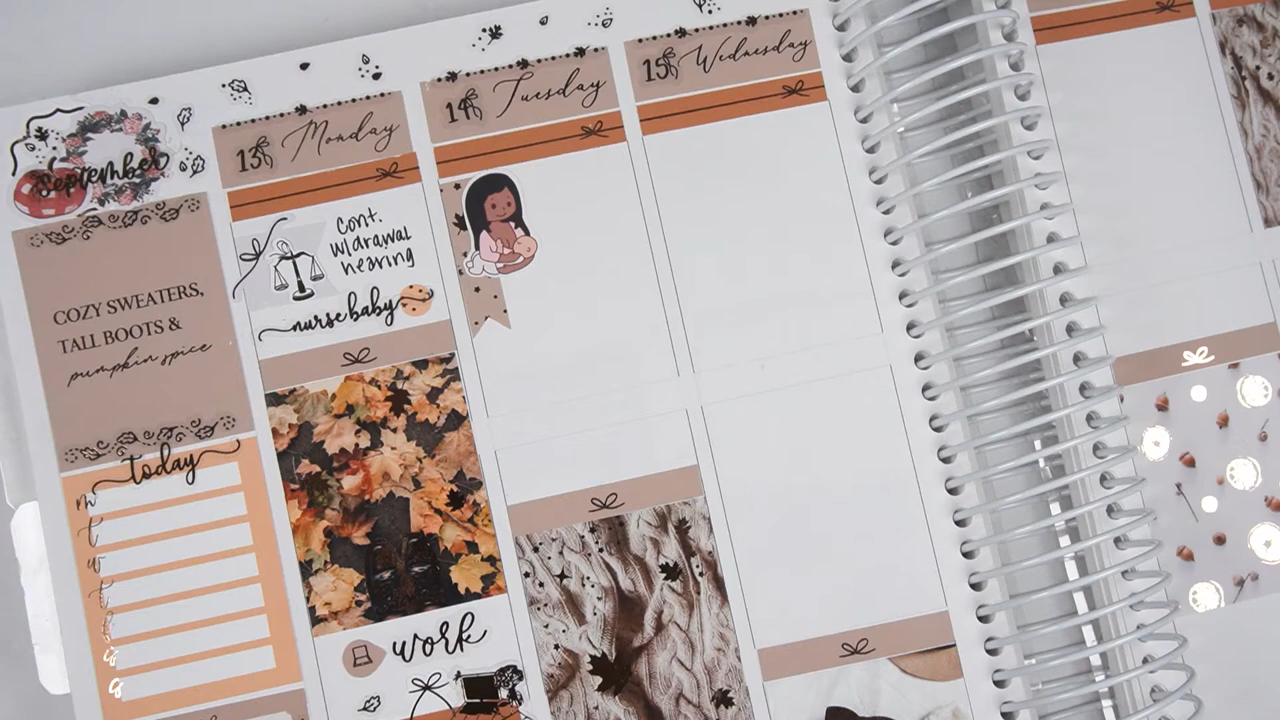 September
COZY SWEATERS,
TALL BOOTS &
pumpkin spice
today
m
t
w
t
f
s
s
13 Monday
cont.
wdrawal
hearing
nurse baby
work
14 Tuesday
15 Wednesday